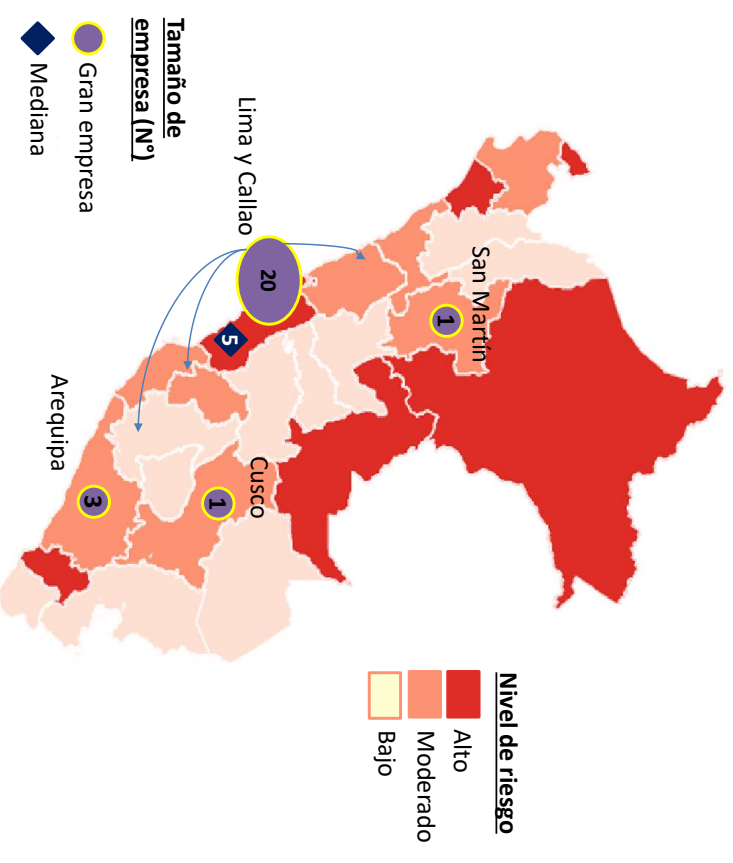 Nivel de riesgo
Alto
Moderado
Bajo
San Martín
1
Lima y Callao
20
5
Cusco
1
Arequipa
3
Tamaño de
empresa (N°)
Gran empresa
Mediana